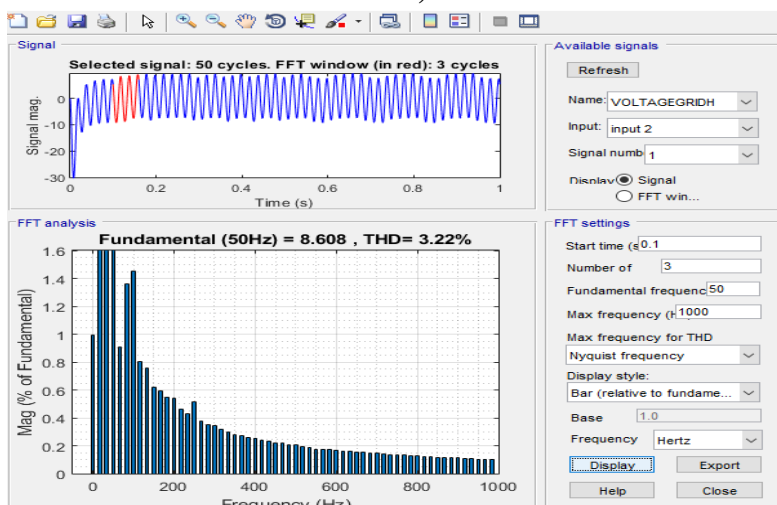 Signal
Selected signal: 50 cycles. FFT window (in red): 3 cycles
Signal mag.
0
-10
-20
-30
0
0.2
0.4
0.6
0.8
1
Time (s)
Available signals
Refresh
Name: VOLTAGEGRIDH
Input: input 2
Signal numb 1
Display Signal
FFT win...
FFT analysis
Fundamental (50Hz) = 8.608 , THD= 3.22%
Mag (% of Fundamental)
1.6
1.4
1.2
1
0.8
0.6
0.4
0.2
0
0
200
400
600
800
1000
Frequency (Hz)
FFT settings
Start time (s 0.1
Number of 3
Fundamental frequenc 50
Max frequency (H 1000
Max frequency for THD
Nyquist frequency
Display style:
Bar (relative to fundame...
Base 1.0
Frequency Hertz
Display Export
Help Close